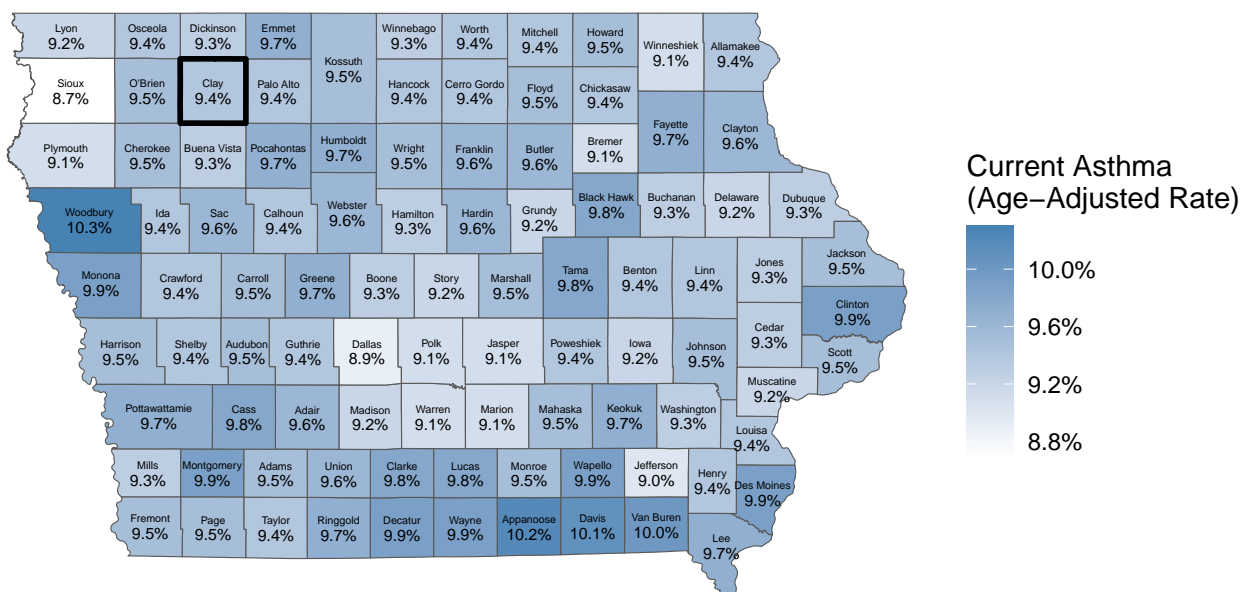 Lyon
9.2%
Osceola
9.4%
Dickinson
9.3%
Emmet
9.7%
Kossuth
9.5%
Winnebago
9.3%
Worth
9.4%
Mitchell
9.4%
Howard
9.5%
Winneshiek
9.1%
Allamakee
9.4%
Sioux
8.7%
O'Brien
9.5%
Clay
9.4%
Palo Alto
9.4%
Hancock
9.4%
Cerro Gordo
9.4%
Floyd
9.5%
Chickasaw
9.4%
Fayette
9.7%
Clayton
9.6%
Plymouth
9.1%
Cherokee
9.5%
Buena Vista
9.3%
Pocahontas
9.7%
Humboldt
9.7%
Wright
9.5%
Franklin
9.6%
Butler
9.6%
Bremer
9.1%
Woodbury
10.3%
Ida
9.4%
Sac
9.6%
Calhoun
9.4%
Webster
9.6%
Hamilton
9.3%
Hardin
9.6%
Grundy
9.2%
Black Hawk
9.8%
Buchanan
9.3%
Delaware
9.2%
Dubuque
9.3%
Monona
9.9%
Crawford
9.4%
Carroll
9.5%
Greene
9.7%
Boone
9.3%
Story
9.2%
Marshall
9.5%
Tama
9.8%
Benton
9.4%
Linn
9.4%
Jones
9.3%
Jackson
9.5%
Clinton
9.9%
Harrison
9.5%
Shelby
9.4%
Audubon
9.5%
Guthrie
9.4%
Dallas
8.9%
Polk
9.1%
Jasper
9.1%
Poweshiek
9.4%
Iowa
9.2%
Johnson
9.5%
Cedar
9.3%
Scott
9.5%
Muscatine
9.2%
Pottawattamie
9.7%
Cass
9.8%
Adair
9.6%
Madison
9.2%
Warren
9.1%
Marion
9.1%
Mahaska
9.5%
Keokuk
9.7%
Washington
9.3%
Louisa
9.4%
Mills
9.3%
Montgomery
9.9%
Adams
9.5%
Union
9.6%
Clarke
9.8%
Lucas
9.8%
Monroe
9.5%
Wapello
9.9%
Jefferson
9.0%
Henry
9.4%
Des Moines
9.9%
Fremont
9.5%
Page
9.5%
Taylor
9.4%
Ringgold
9.7%
Decatur
9.9%
Wayne
9.9%
Appanoose
10.2%
Davis
10.1%
Van Buren
10.0%
Lee
9.7%
Current Asthma
(Age−Adjusted Rate)
10.0%
9.6%
9.2%
8.8%